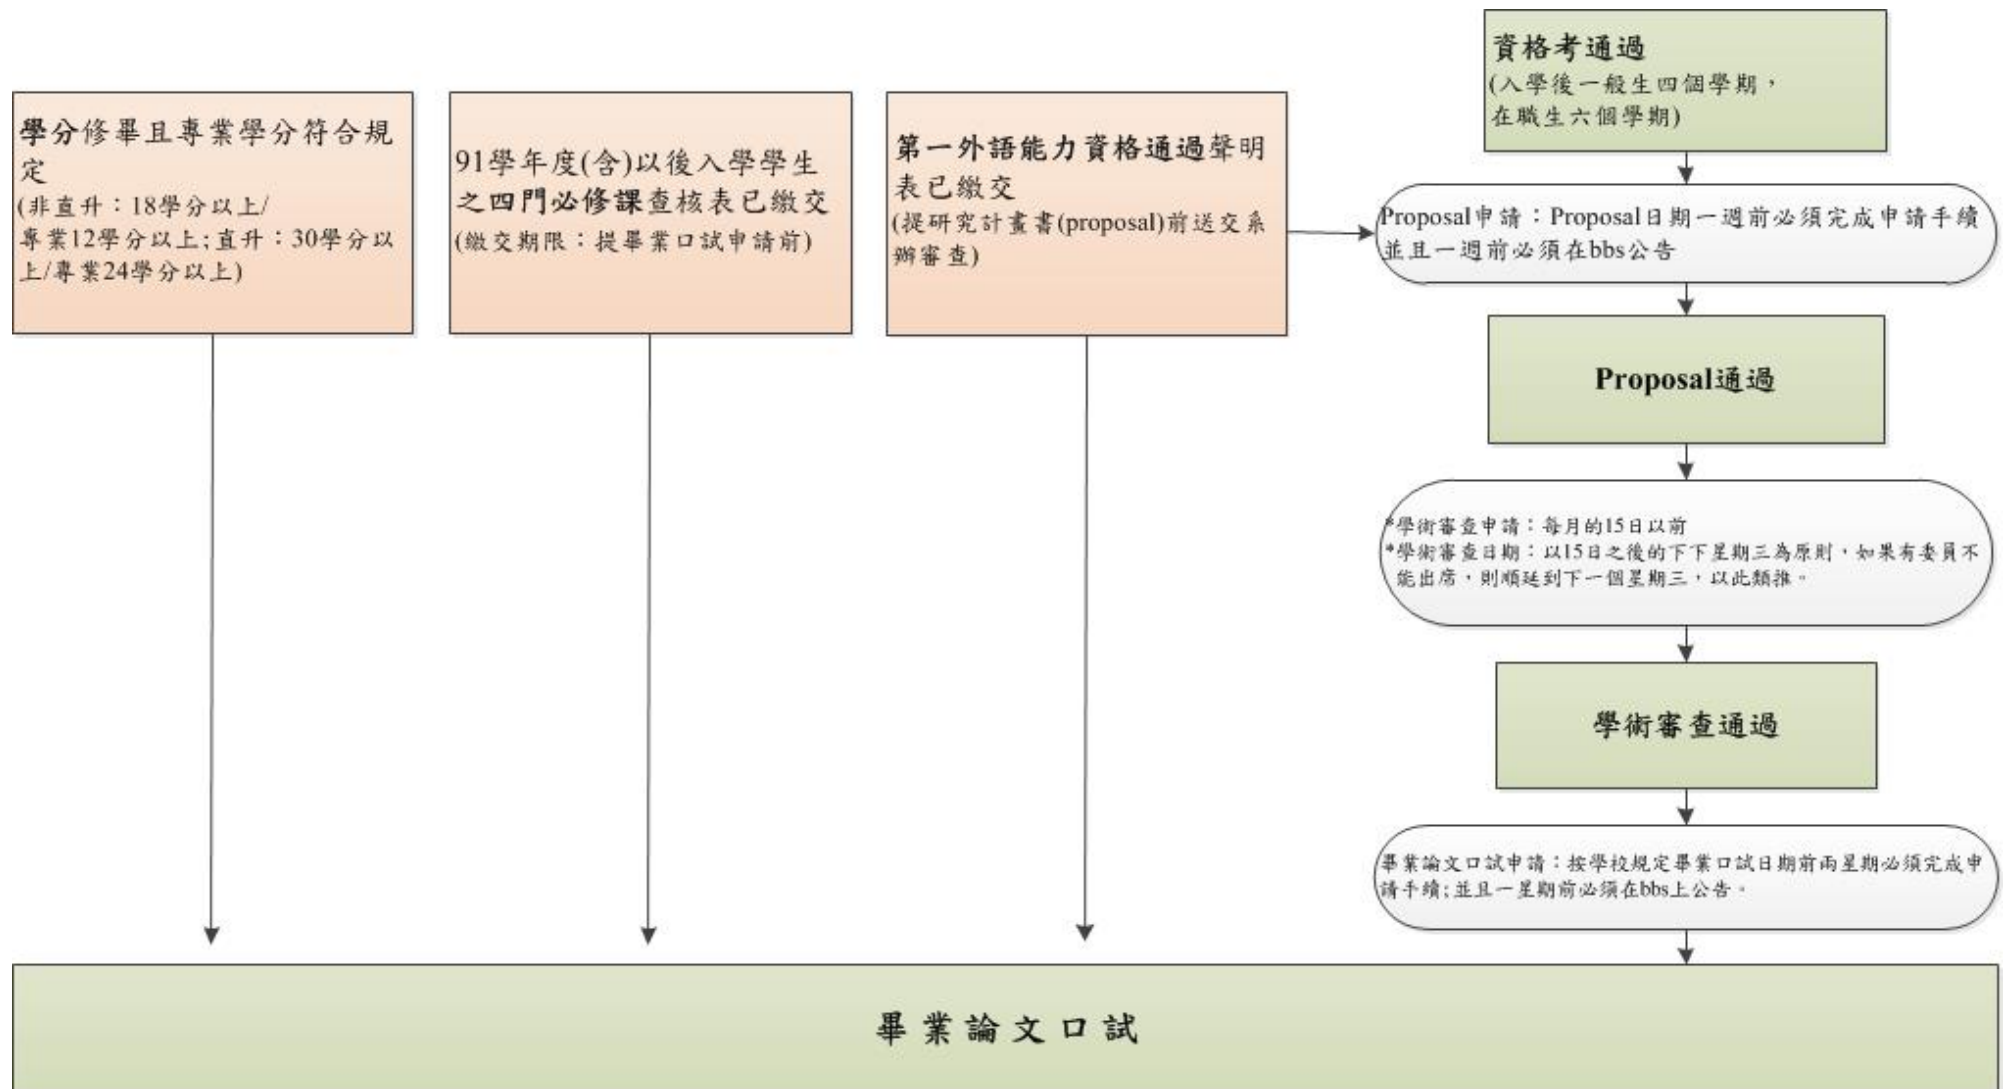 學分修畢且專業學分符合規
定
(非直升：18學分以上/
專業12學分以上;直升：30學分以
上/專業24學分以上)
91學年度(含)以後入學學生
之四門必修課查核表已繳交
(繳交期限：提畢業口試申請前)
第一外語能力資格通過聲明
表已繳交
(提研究計畫書(proposal)前送交系
辦審查)
資格考通過
(入學後一般生四個學期，
在職生六個學期)
Proposal申請：Proposal日期一週前必須完成申請手續
並且一週前必須在bbs公告
Proposal通過
*學術審查申請：每月的15日以前
*學術審查日期：以15日之後的下下星期三為原則，如果有委員不
能出席，則順延到下一個星期三，以此類推。
學術審查通過
畢業論文口試申請：按學校規定畢業口試日期前兩星期必須完成申
請手續;並且一星期前必須在bbs上公告。
畢業論文口試